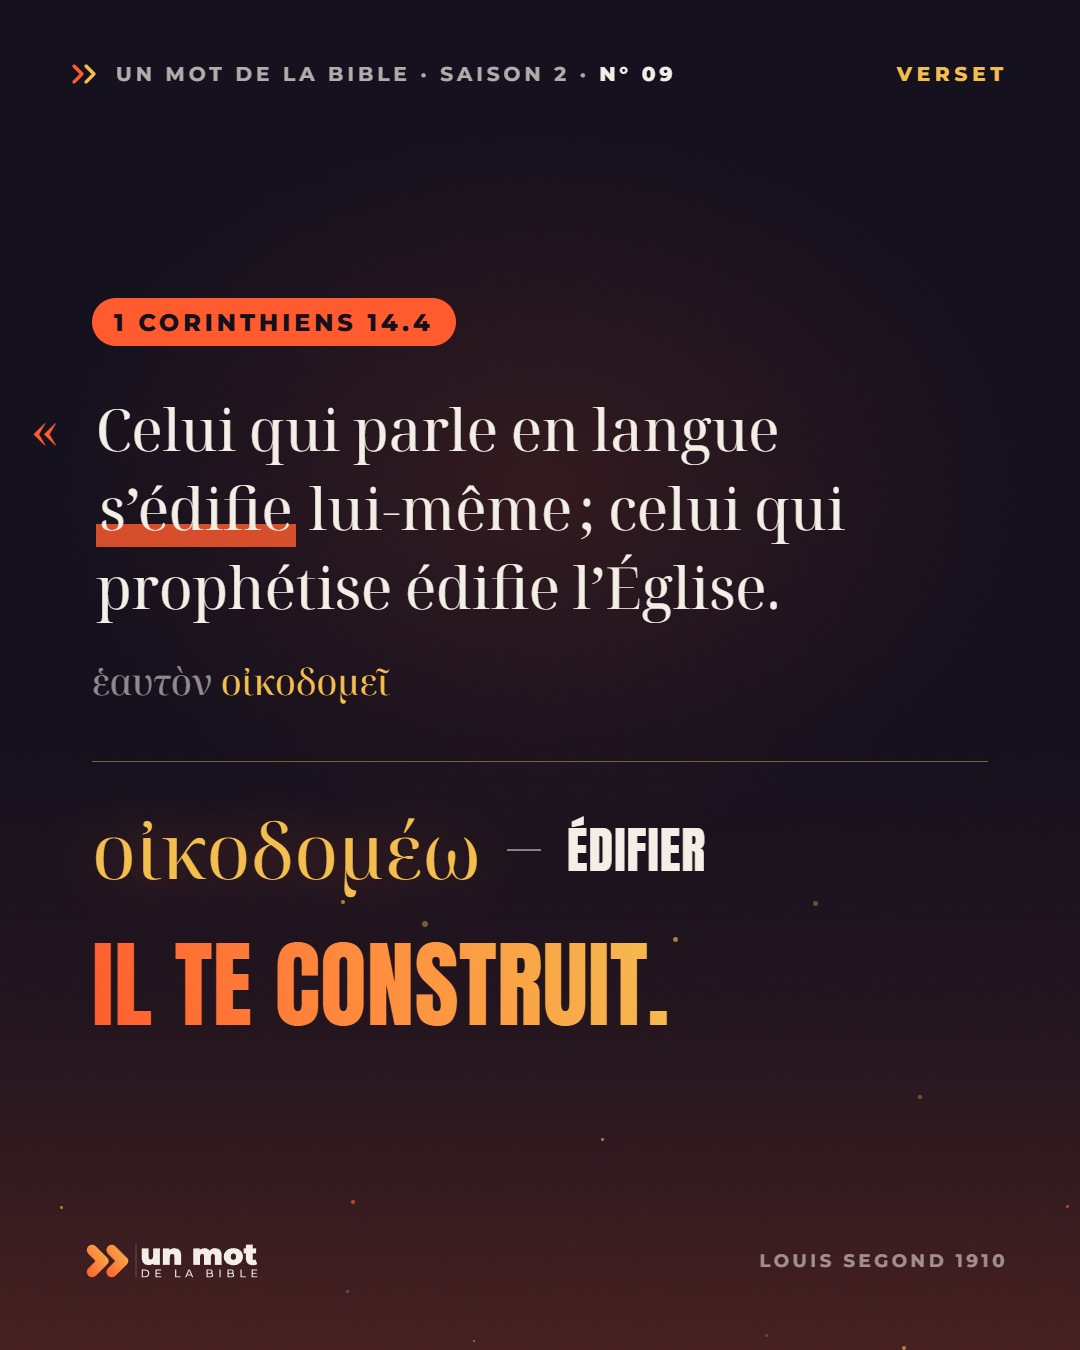 UN MOT DE LA BIBLE · SAISON 2 · N° 09
VERSET
1 CORINTHIENS 14.4
« Celui qui parle en langue
s’édifie lui-même ; celui qui
prophétise édifie l’Église.
ἑαυτὸν οἰκοδομεῖ
οἰκοδομέω — ÉDIFIER
IL TE CONSTRUIT.
un mot
DE LA BIBLE
LOUIS SEGOND 1910